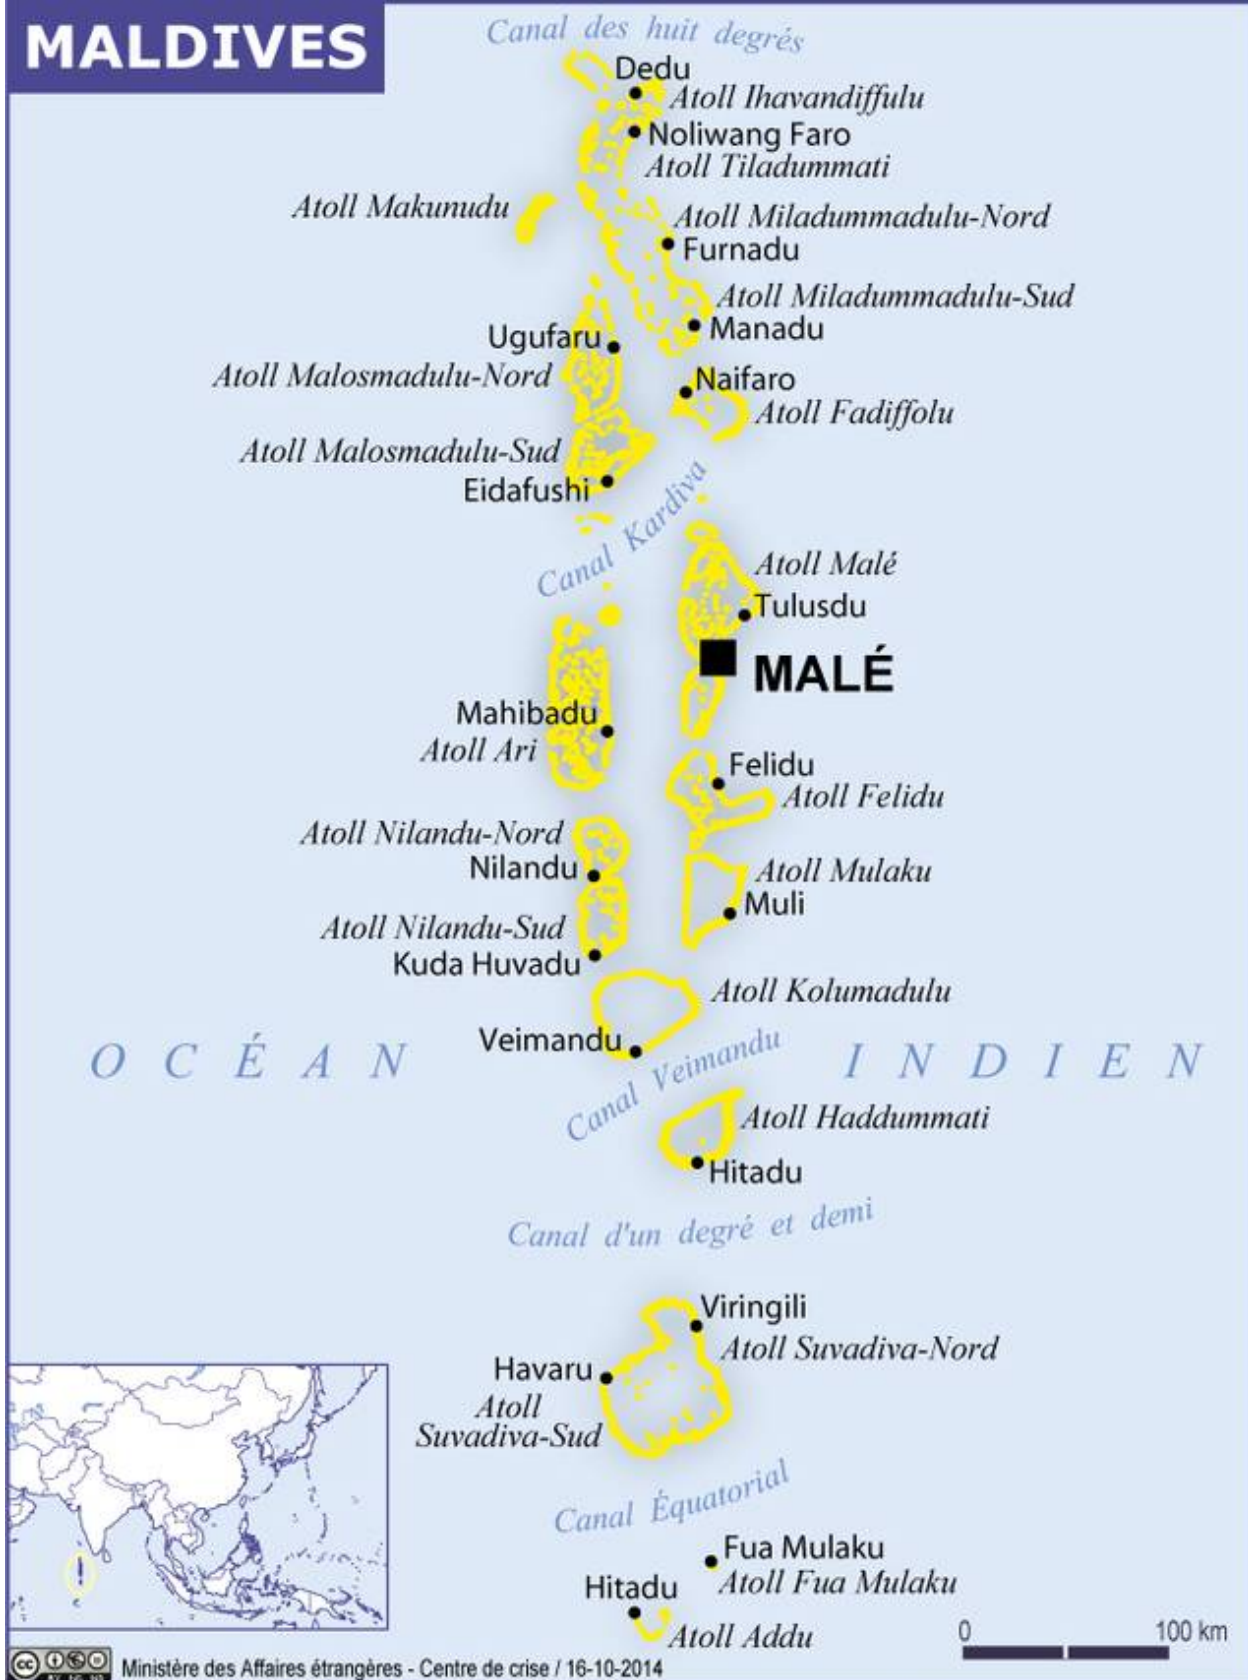 MALDIVES
Canal des huit degrés
Dedu
Atoll Ihavandiffulu
Noliwang Faro
Atoll Tiladummati
Atoll Makunudu
Atoll Miladummadulu-Nord
Furnadu
Atoll Miladummadulu-Sud
Manadu
Ugufaru
Atoll Malosmadulu-Nord
Naifaro
Atoll Fadiffolu
Atoll Malosmadulu-Sud
Eidafushi
Canal Kardiva
Atoll Malé
Tulusdu
MALÉ
Mahibadu
Atoll Ari
Felidu
Atoll Felidu
Atoll Nilandu-Nord
Nilandu
Atoll Mulaku
Muli
Atoll Nilandu-Sud
Kuda Huvadu
Atoll Kolumadulu
Veimandu
OCÉAN INDIEN
Canal Veimandu
Atoll Haddummati
Hitadu
Canal d'un degré et demi
Viringili
Atoll Suvadiva-Nord
Havaru
Atoll
Suvadiva-Sud
Canal Équatorial
Fua Mulaku
Atoll Fua Mulaku
Hitadu
Atoll Addu
0 100 km
Ministère des Affaires étrangères - Centre de crise / 16-10-2014